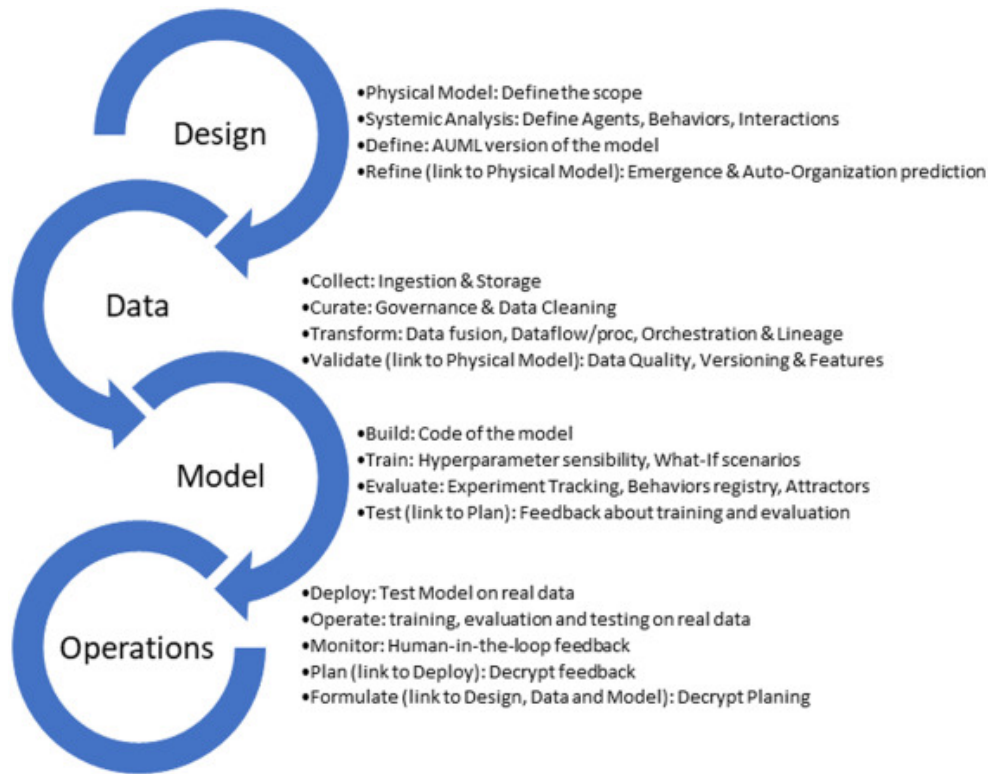 Design
•Physical Model: Define the scope
•Systemic Analysis: Define Agents, Behaviors, Interactions
•Define: AUML version of the model
•Refine (link to Physical Model): Emergence & Auto-Organization prediction
Data
•Collect: Ingestion & Storage
•Curate: Governance & Data Cleaning
•Transform: Data fusion, Dataflow/proc, Orchestration & Lineage
•Validate (link to Physical Model): Data Quality, Versioning & Features
Model
•Build: Code of the model
•Train: Hyperparameter sensibility, What-If scenarios
•Evaluate: Experiment Tracking, Behaviors registry, Attractors
•Test (link to Plan): Feedback about training and evaluation
Operations
•Deploy: Test Model on real data
•Operate: training, evaluation and testing on real data
•Monitor: Human-in-the-loop feedback
•Plan (link to Deploy): Decrypt feedback
•Formulate (link to Design, Data and Model): Decrypt Planing